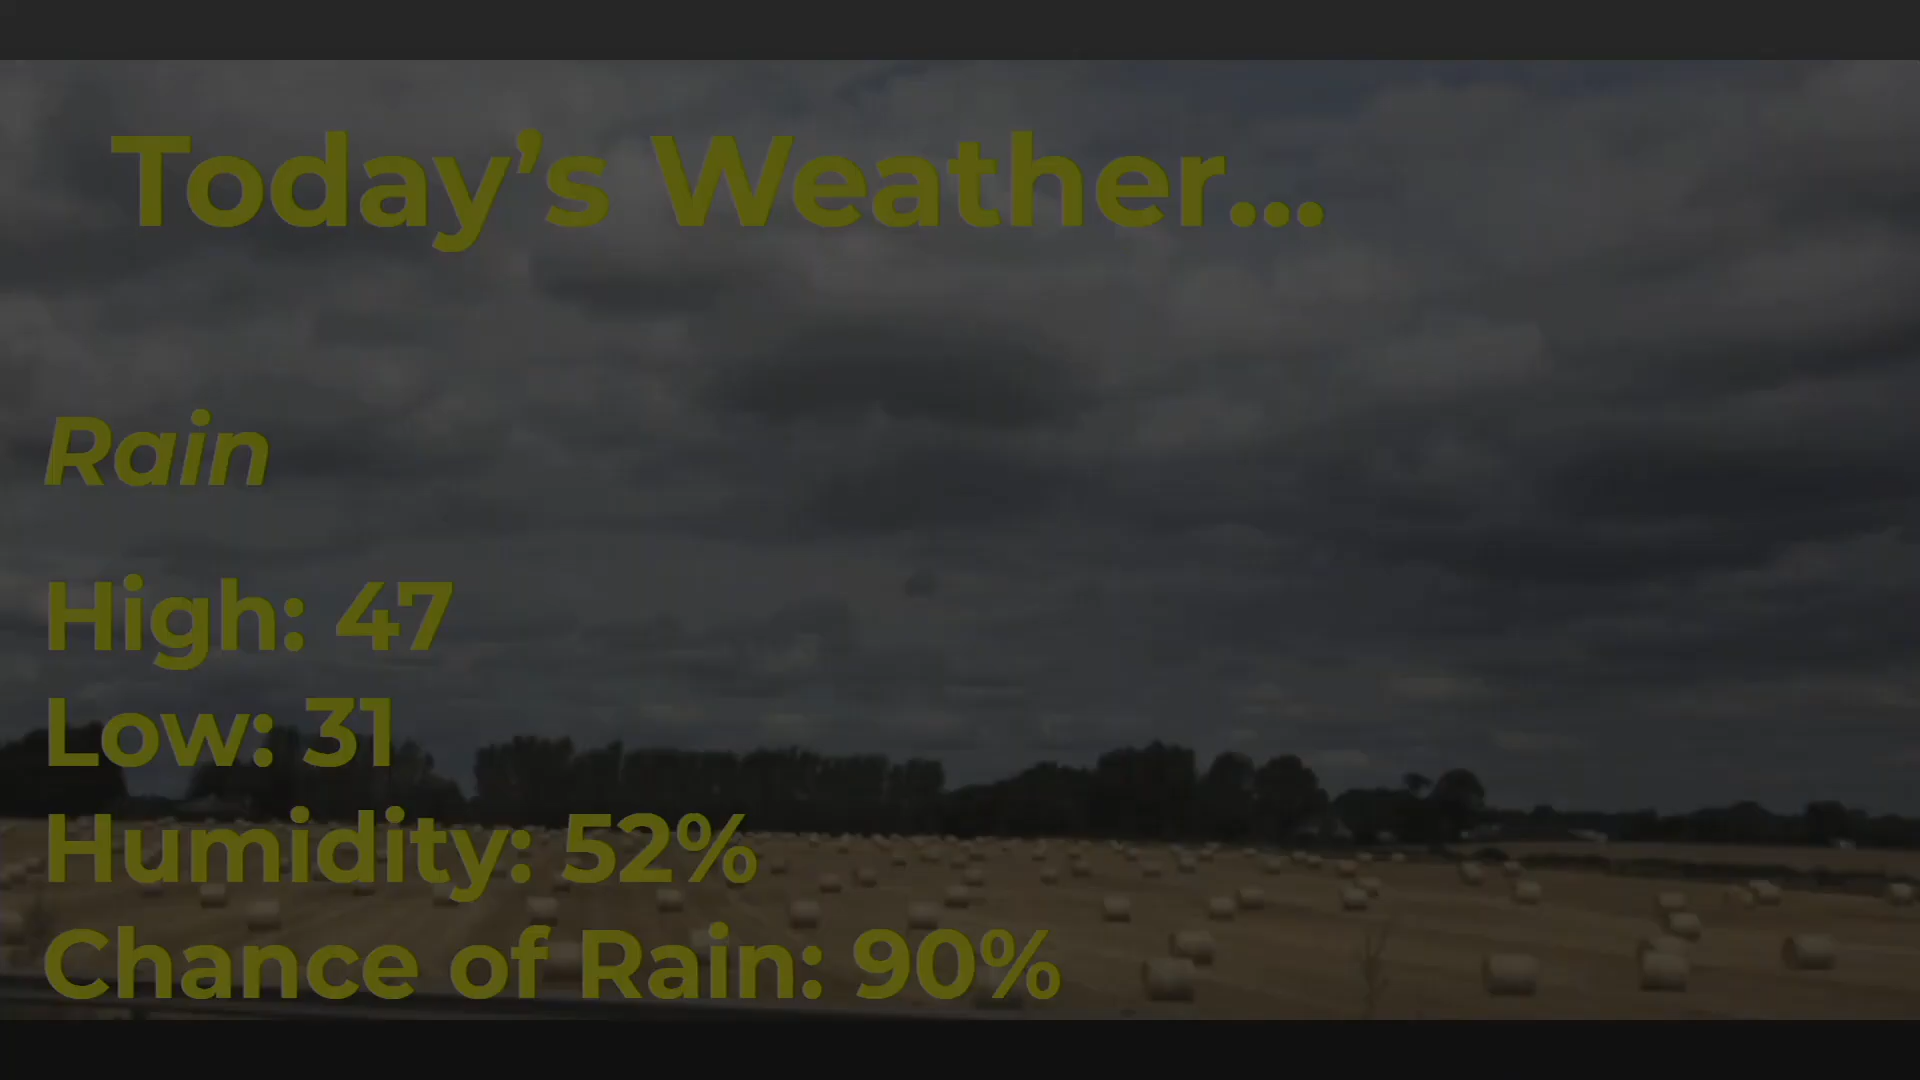 Today’s Weather...
Rain
High: 47
Low: 31
Humidity: 52%
Chance of Rain: 90%